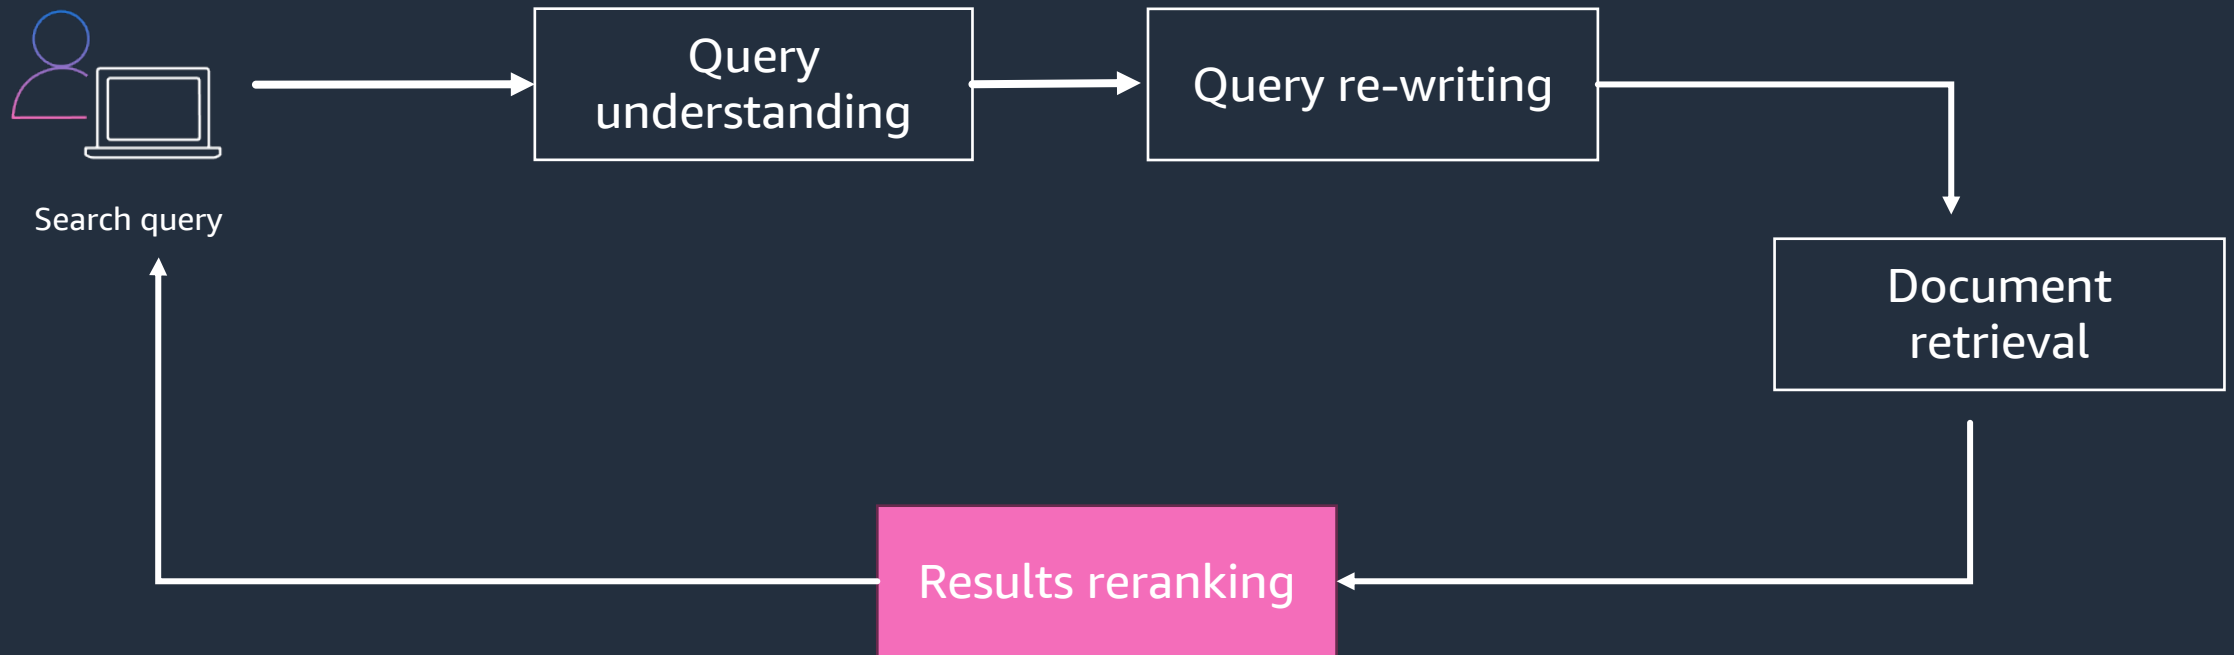 Query
understanding
Query re-writing
Search query
Document
retrieval
Results reranking